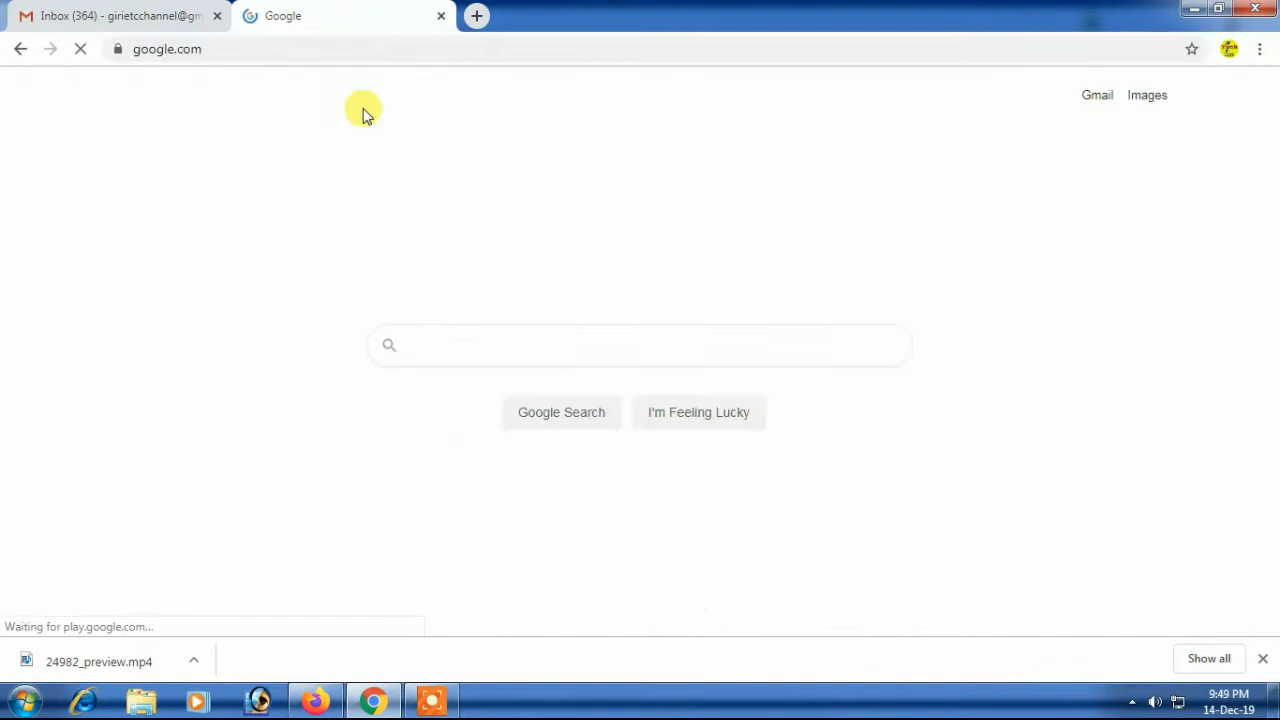 Inbox (364) - girietcchannel@gm
Google
google.com
Gmail Images
Google Search I'm Feeling Lucky
Waiting for play.google.com...
24982_preview.mp4
Show all
9:49 PM
14-Dec-19